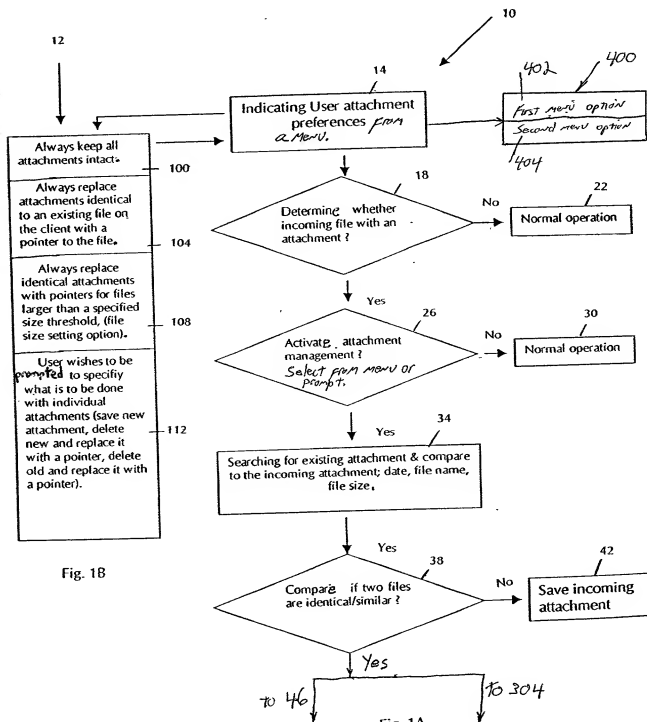 10
12
14
Indicating User attachment
preferences from
a menu.
402
400
First menu option
Second menu option
404
Always keep all
attachments intact.
100
Always replace
attachments identical
to an existing file on
the client with a
pointer to the file.
104
Always replace
identical attachments
with pointers for files
larger than a specified
size threshold, (file
size setting option).
108
User wishes to be
prompted to specifiy
what is to be done
with individual
attachments (save new
attachment, delete
new and replace it
with a pointer, delete
old and replace it with
a pointer).
112
Fig. 1B
18
Determine whether
incoming file with an
attachment ?
No
22
Normal operation
Yes
26
Activate attachment
management ?
Select from menu or
prompt.
No
30
Normal operation
Yes
34
Searching for existing attachment & compare
to the incoming attachment; date, file name,
file size.
Yes
38
Compare if two files
are identical/similar ?
No
42
Save incoming
attachment
Yes
to 46
to 304
Fig. 1A